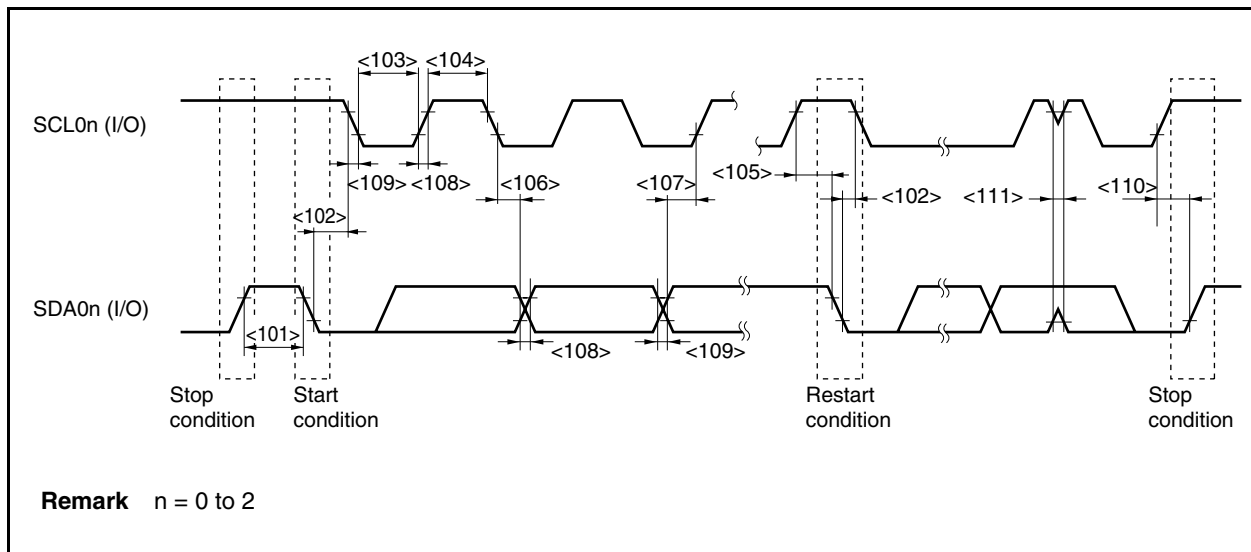 <103> <104>
SCL0n (I/O)
<109> <108> <106> <107> <105> <102> <111> <110>
<102>
SDA0n (I/O)
<101>
<108> <109>
Stop condition
Start condition
Restart condition
Stop condition
Remark n = 0 to 2